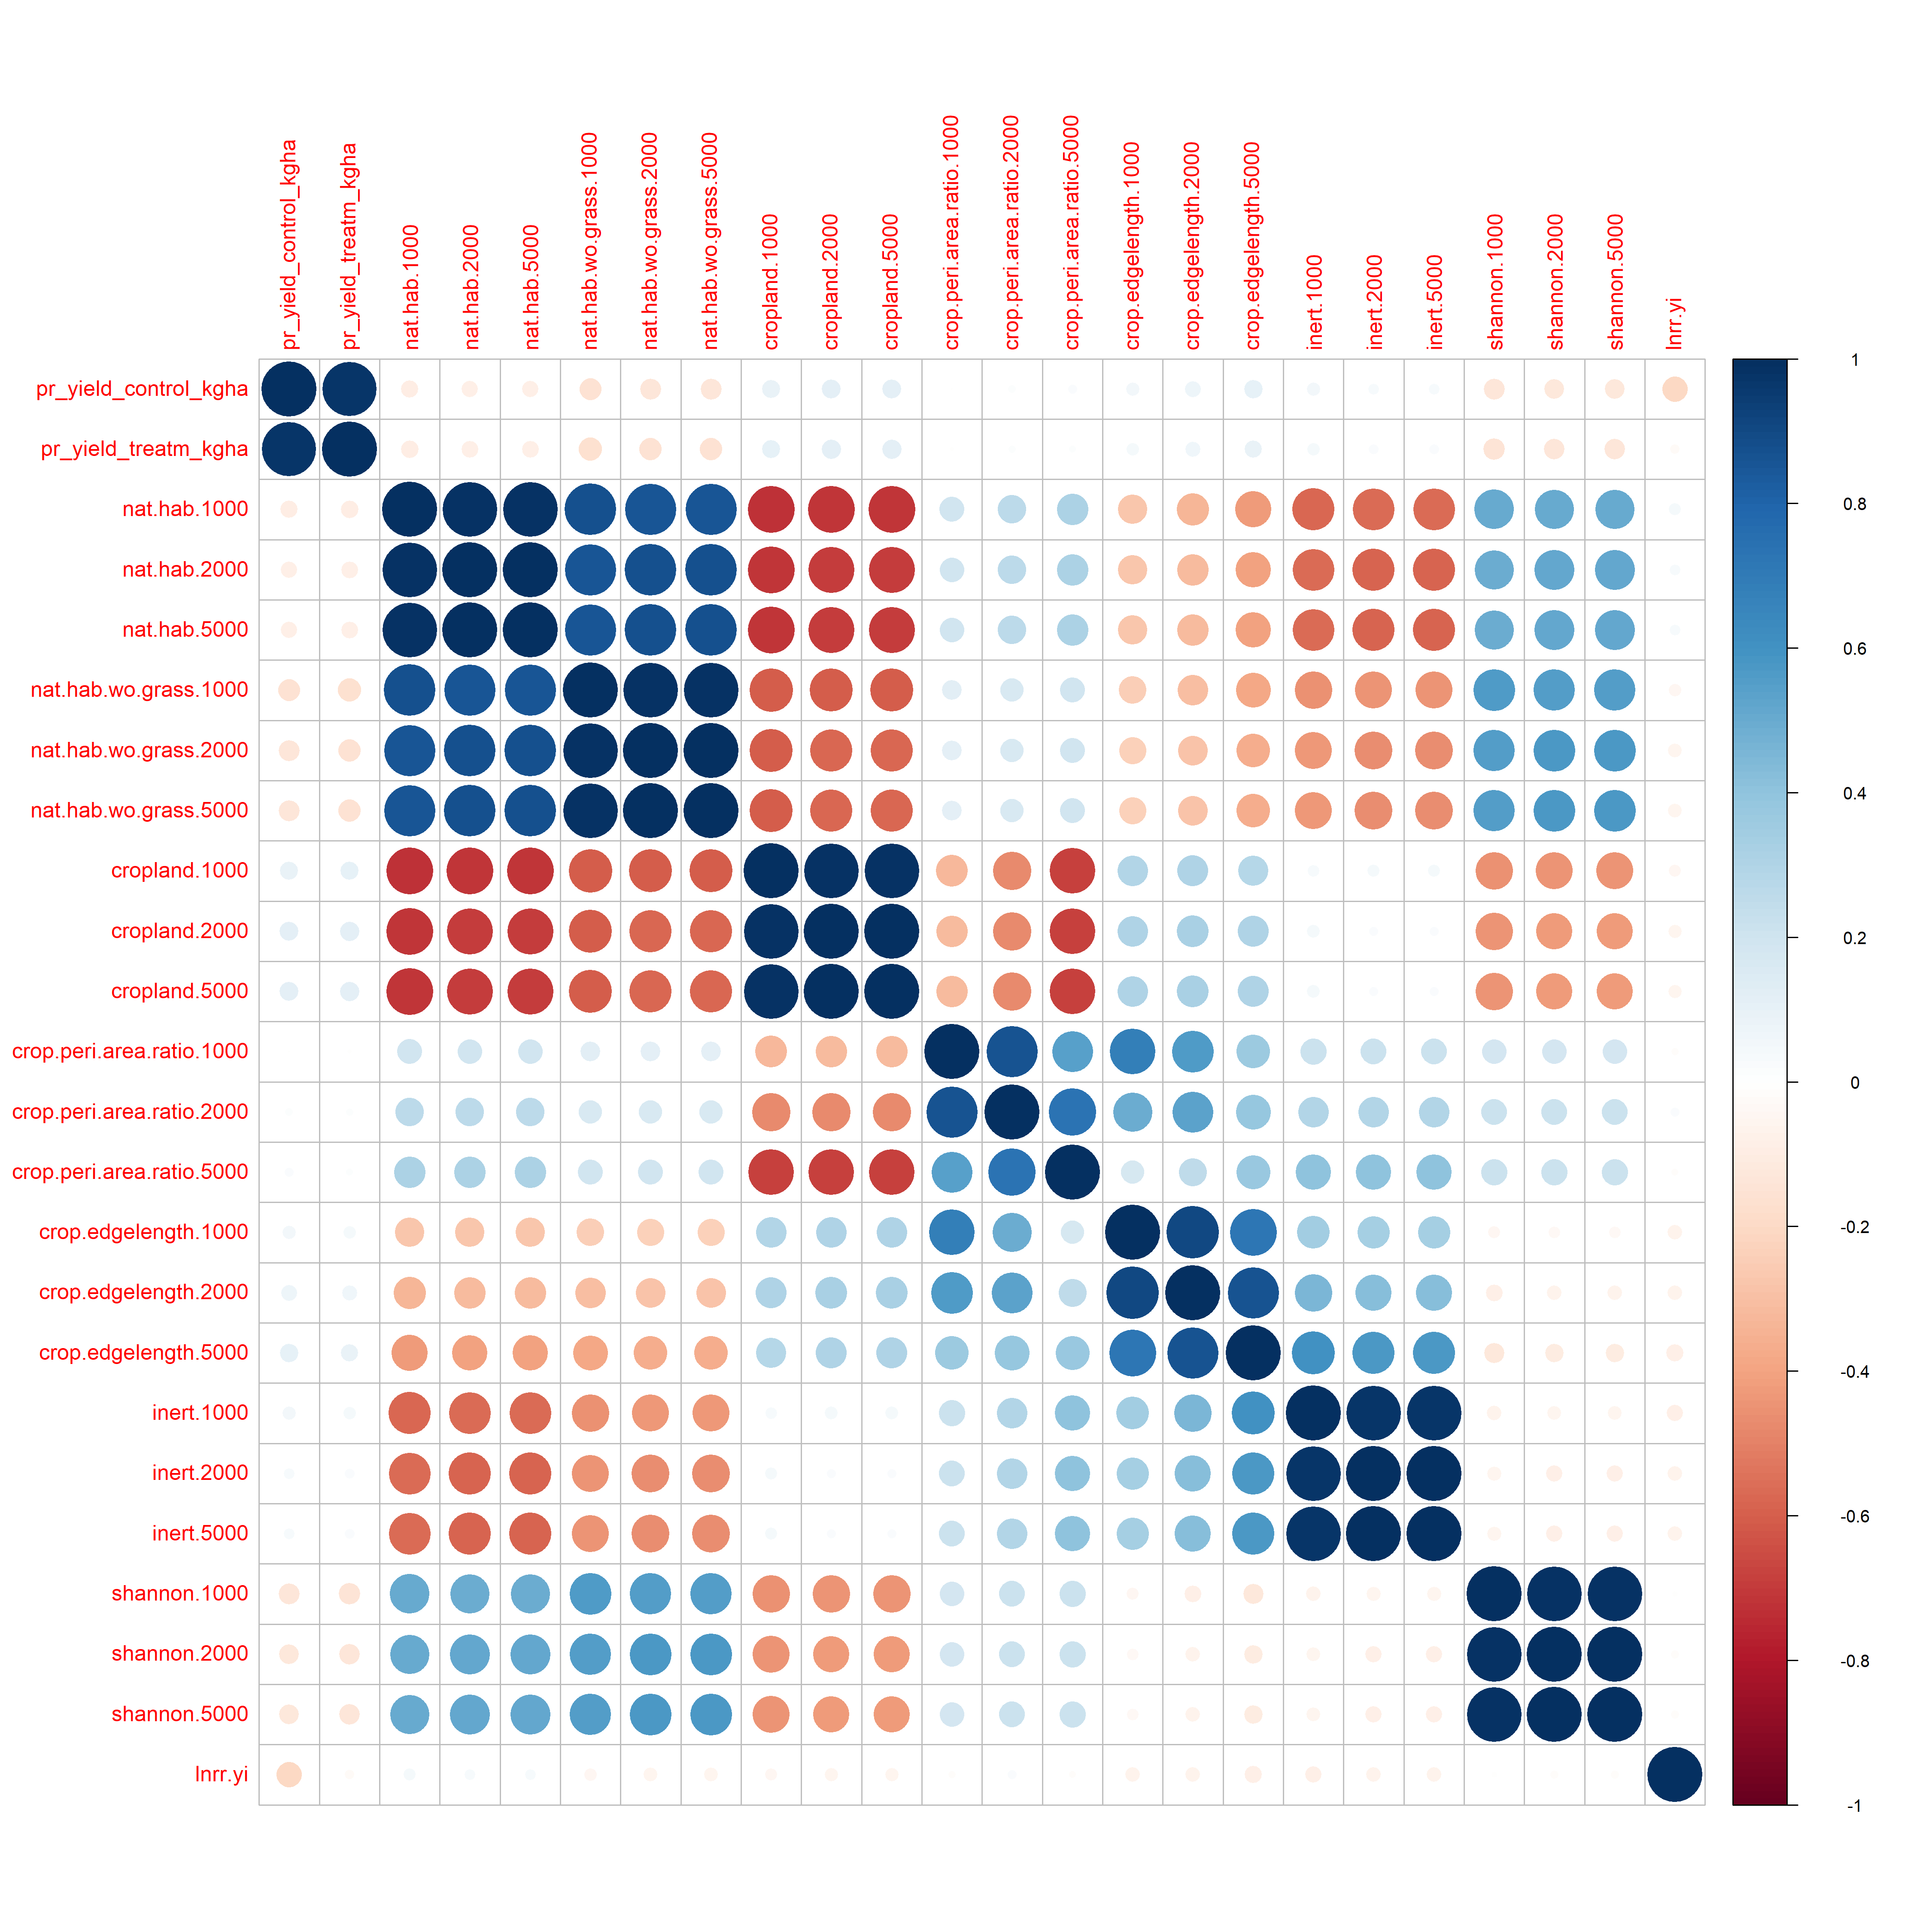 pr_yield_control_kgha
pr_yield_treatm_kgha
nat.hab.1000
nat.hab.2000
nat.hab.5000
nat.hab.wo.grass.1000
nat.hab.wo.grass.2000
nat.hab.wo.grass.5000
cropland.1000
cropland.2000
cropland.5000
crop.peri.area.ratio.1000
crop.peri.area.ratio.2000
crop.peri.area.ratio.5000
crop.edgelength.1000
crop.edgelength.2000
crop.edgelength.5000
inert.1000
inert.2000
inert.5000
shannon.1000
shannon.2000
shannon.5000
lnrr.yi
pr_yield_control_kgha
pr_yield_treatm_kgha
nat.hab.1000
nat.hab.2000
nat.hab.5000
nat.hab.wo.grass.1000
nat.hab.wo.grass.2000
nat.hab.wo.grass.5000
cropland.1000
cropland.2000
cropland.5000
crop.peri.area.ratio.1000
crop.peri.area.ratio.2000
crop.peri.area.ratio.5000
crop.edgelength.1000
crop.edgelength.2000
crop.edgelength.5000
inert.1000
inert.2000
inert.5000
shannon.1000
shannon.2000
shannon.5000
lnrr.yi
1
0.8
0.6
0.4
0.2
0
-0.2
-0.4
-0.6
-0.8
-1